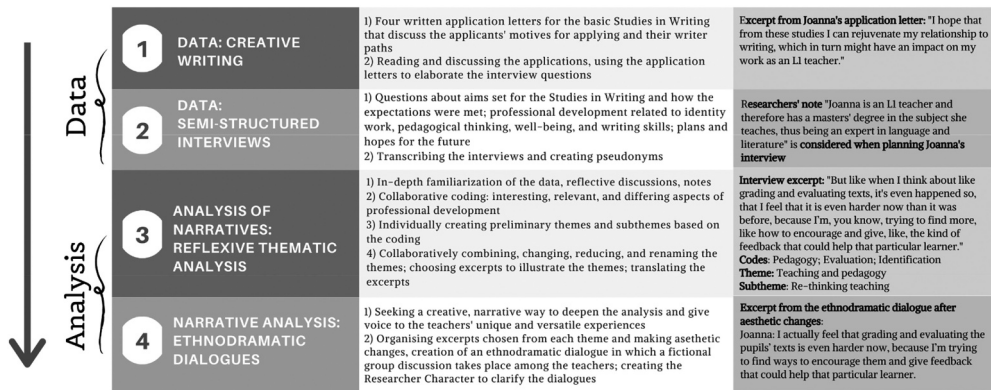 Data
Analysis
1
DATA: CREATIVE
WRITING
1) Four written application letters for the basic Studies in Writing
that discuss the applicants' motives for applying and their writer
paths
2) Reading and discussing the applications, using the application
letters to elaborate the interview questions
Excerpt from Joanna's application letter: "I hope that
from these studies I can rejuvenate my relationship to
writing, which in turn might have an impact on my
work as an L1 teacher."
2
DATA:
SEMI-STRUCTURED
INTERVIEWS
1) Questions about aims set for the Studies in Writing and how the
expectations were met; professional development related to identity
work, pedagogical thinking, well-being, and writing skills; plans and
hopes for the future
2) Transcribing the interviews and creating pseudonyms
Researchers' note "Joanna is an L1 teacher and
therefore has a masters' degree in the subject she
teaches, thus being an expert in language and
literature" is considered when planning Joanna's
interview
3
ANALYSIS OF
NARRATIVES:
REFLEXIVE THEMATIC
ANALYSIS
1) In-depth familiarization of the data, reflective discussions, notes
2) Collaborative coding: interesting, relevant, and differing aspects of
professional development
3) Individually creating preliminary themes and subthemes based on
the coding
4) Collaboratively combining, changing, reducing, and renaming the
themes; choosing excerpts to illustrate the themes; translating the
excerpts
Interview excerpt: "But like when I think about like
grading and evaluating texts, it's even happened so,
that I feel that it is even harder now than it was
before, because I'm, you know, trying to find more,
like how to encourage and give, like, the kind of
feedback that could help that particular learner."
Codes: Pedagogy; Evaluation; Identification
Theme: Teaching and pedagogy
Subtheme: Re-thinking teaching
4
NARRATIVE ANALYSIS:
ETHNODRAMATIC
DIALOGUES
1) Seeking a creative, narrative way to deepen the analysis and give
voice to the teachers' unique and versatile experiences
2) Organising excerpts chosen from each theme and making asethetic
changes, creation of an ethnodramatic dialogue in which a fictional
group discussion takes place among the teachers; creating the
Researcher Character to clarify the dialogues
Excerpt from the ethnodramatic dialogue after
aesthetic changes:
Joanna: I actually feel that grading and evaluating the
pupils' texts is even harder now, because I'm trying
to find ways to encourage them and give feedback
that could help that particular learner.